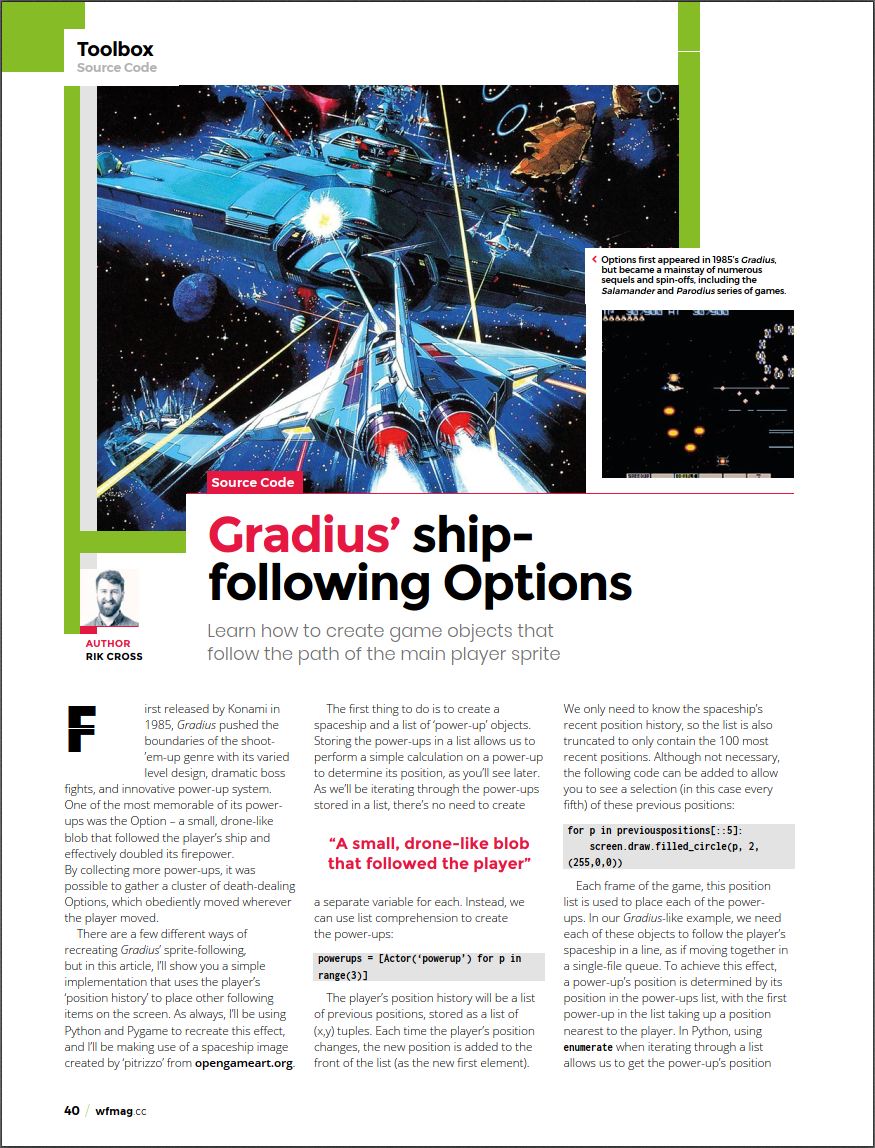 Toolbox
Source Code
‹ Options first appeared in 1985's Gradius,
but became a mainstay of numerous
sequels and spin-offs, including the
Salamander and Parodius series of games.
Source Code
Gradius’ ship-
following Options
Learn how to create game objects that
follow the path of the main player sprite
AUTHOR
RIK CROSS
First released by Konami in
1985, Gradius pushed the
boundaries of the shoot-
’em-up genre with its varied
level design, dramatic boss
fights, and innovative power-up system.
One of the most memorable of its power-
ups was the Option – a small, drone-like
blob that followed the player’s ship and
effectively doubled its firepower.
By collecting more power-ups, it was
possible to gather a cluster of death-dealing
Options, which obediently moved wherever
the player moved.
There are a few different ways of
recreating Gradius’ sprite-following,
but in this article, I’ll show you a simple
implementation that uses the player’s
‘position history’ to place other following
items on the screen. As always, I’ll be using
Python and Pygame to recreate this effect,
and I’ll be making use of a spaceship image
created by ‘pitrizzo’ from opengameart.org.
The first thing to do is to create a
spaceship and a list of ‘power-up’ objects.
Storing the power-ups in a list allows us to
perform a simple calculation on a power-up
to determine its position, as you’ll see later.
As we’ll be iterating through the power-ups
stored in a list, there’s no need to create
“A small, drone-like blob
that followed the player”
a separate variable for each. Instead, we
can use list comprehension to create
the power-ups:
powerups = [Actor(‘powerup’) for p in
range(3)]
The player’s position history will be a list
of previous positions, stored as a list of
(x,y) tuples. Each time the player’s position
changes, the new position is added to the
front of the list (as the new first element).
We only need to know the spaceship’s
recent position history, so the list is also
truncated to only contain the 100 most
recent positions. Although not necessary,
the following code can be added to allow
you to see a selection (in this case every
fifth) of these previous positions:
for p in previouspositions[::5]:
screen.draw.filled_circle(p, 2,
(255,0,0))
Each frame of the game, this position
list is used to place each of the power-
ups. In our Gradius-like example, we need
each of these objects to follow the player’s
spaceship in a line, as if moving together in
a single-file queue. To achieve this effect,
a power-up’s position is determined by its
position in the power-ups list, with the first
power-up in the list taking up a position
nearest to the player. In Python, using
enumerate when iterating through a list
allows us to get the power-up’s position
40 / wfmag.cc